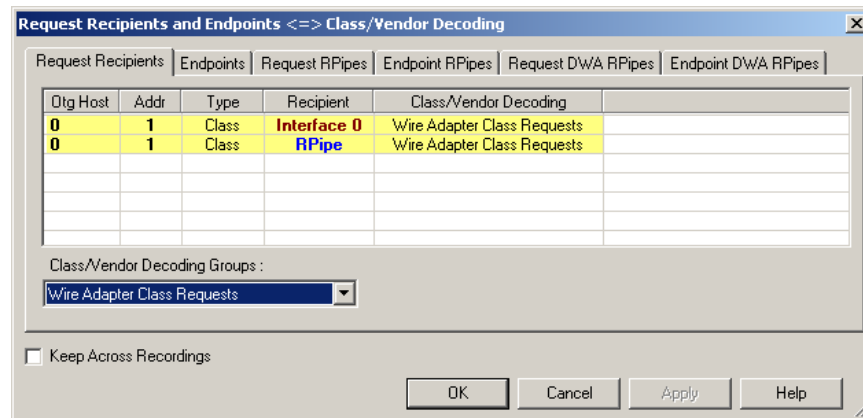 Request Recipients and Endpoints <=> Class/Vendor Decoding
Request Recipients Endpoints Request RPipes Endpoint RPipes Request DWA RPipes Endpoint DWA RPipes
Otg Host Addr Type Recipient Class/Vendor Decoding
0 1 Class Interface 0 Wire Adapter Class Requests
0 1 Class RPipe Wire Adapter Class Requests
Class/Vendor Decoding Groups :
Wire Adapter Class Requests
Keep Across Recordings
OK Cancel Apply Help